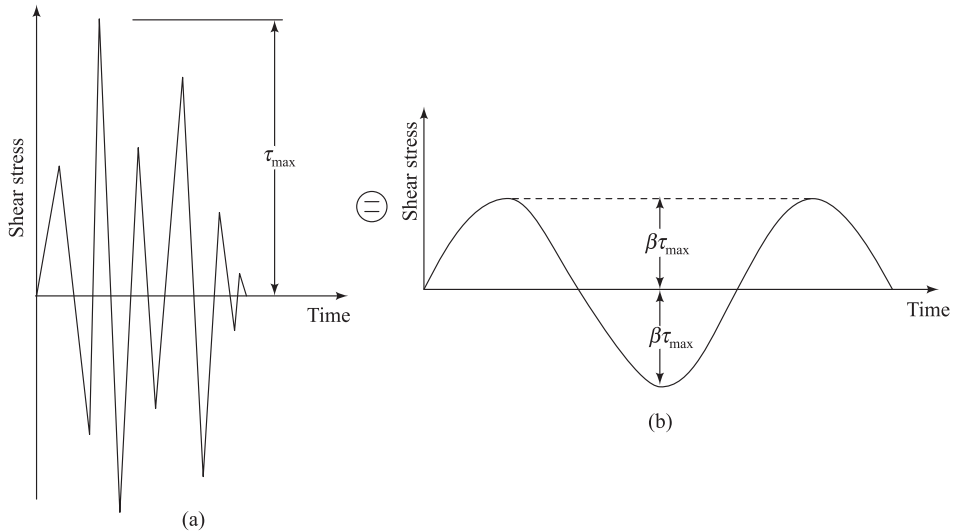 Shear stress
τmax
Time
(a)
Shear stress
βτmax
βτmax
Time
(b)